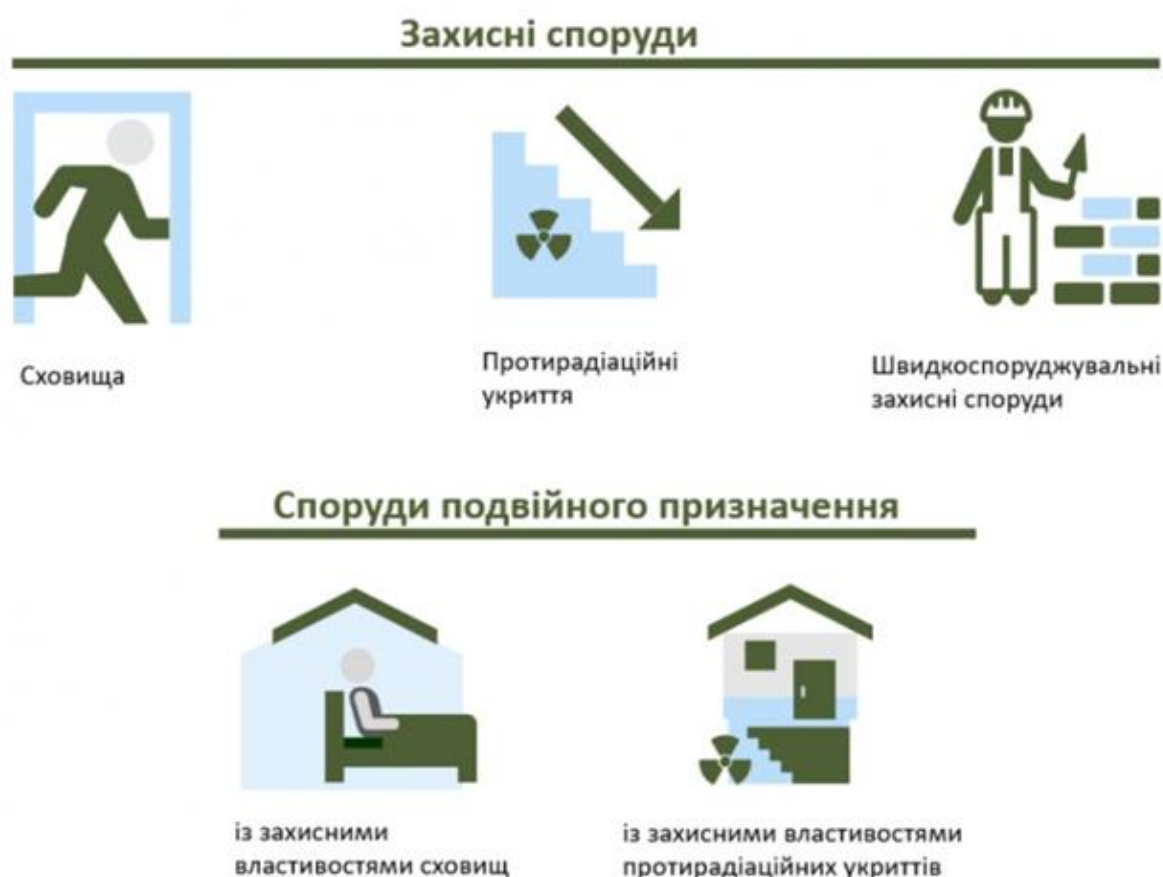 Захисні споруди
Сховища
Протирадіаційні
укриття
Швидкоспоруджувальні
захисні споруди
Споруди подвійного призначення
із захисними
властивостями сховищ
із захисними властивостями
протирадіаційних укриттів